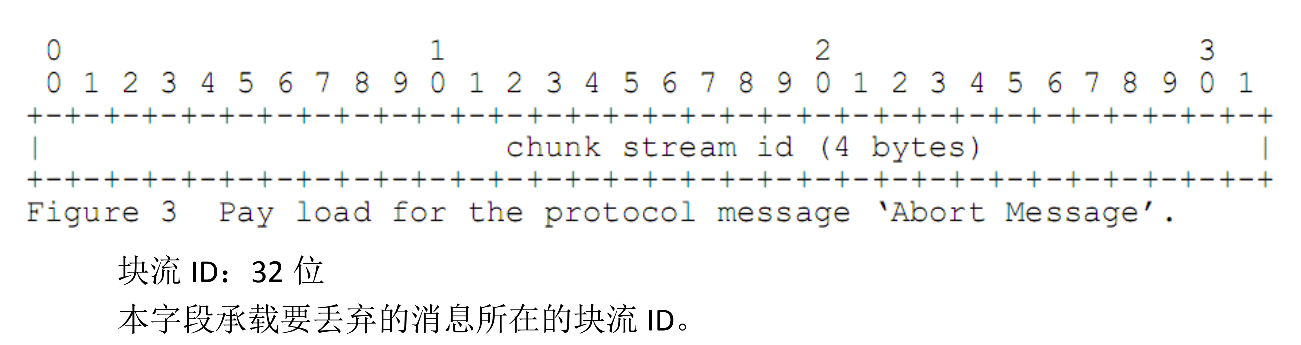 0                   1                   2                   3
0 1 2 3 4 5 6 7 8 9 0 1 2 3 4 5 6 7 8 9 0 1 2 3 4 5 6 7 8 9 0 1
+-+-+-+-+-+-+-+-+-+-+-+-+-+-+-+-+-+-+-+-+-+-+-+-+-+-+-+-+-+-+-+-+
|                        chunk stream id (4 bytes)              |
+-+-+-+-+-+-+-+-+-+-+-+-+-+-+-+-+-+-+-+-+-+-+-+-+-+-+-+-+-+-+-+-+
Figure 3  Pay load for the protocol message ‘Abort Message’.
块流 ID：32 位
本字段承载要丢弃的消息所在的块流 ID。